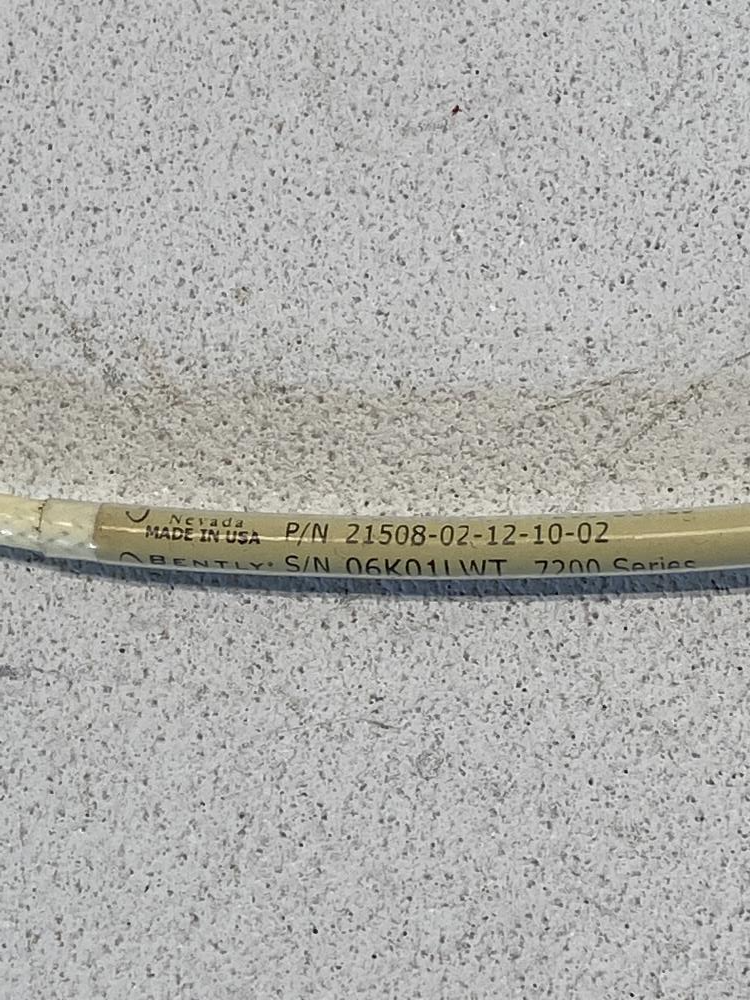 Nevada
MADE IN USA P/N 21508-02-12-10-02
BENTLY S/N 06K01LWT 7200 Series